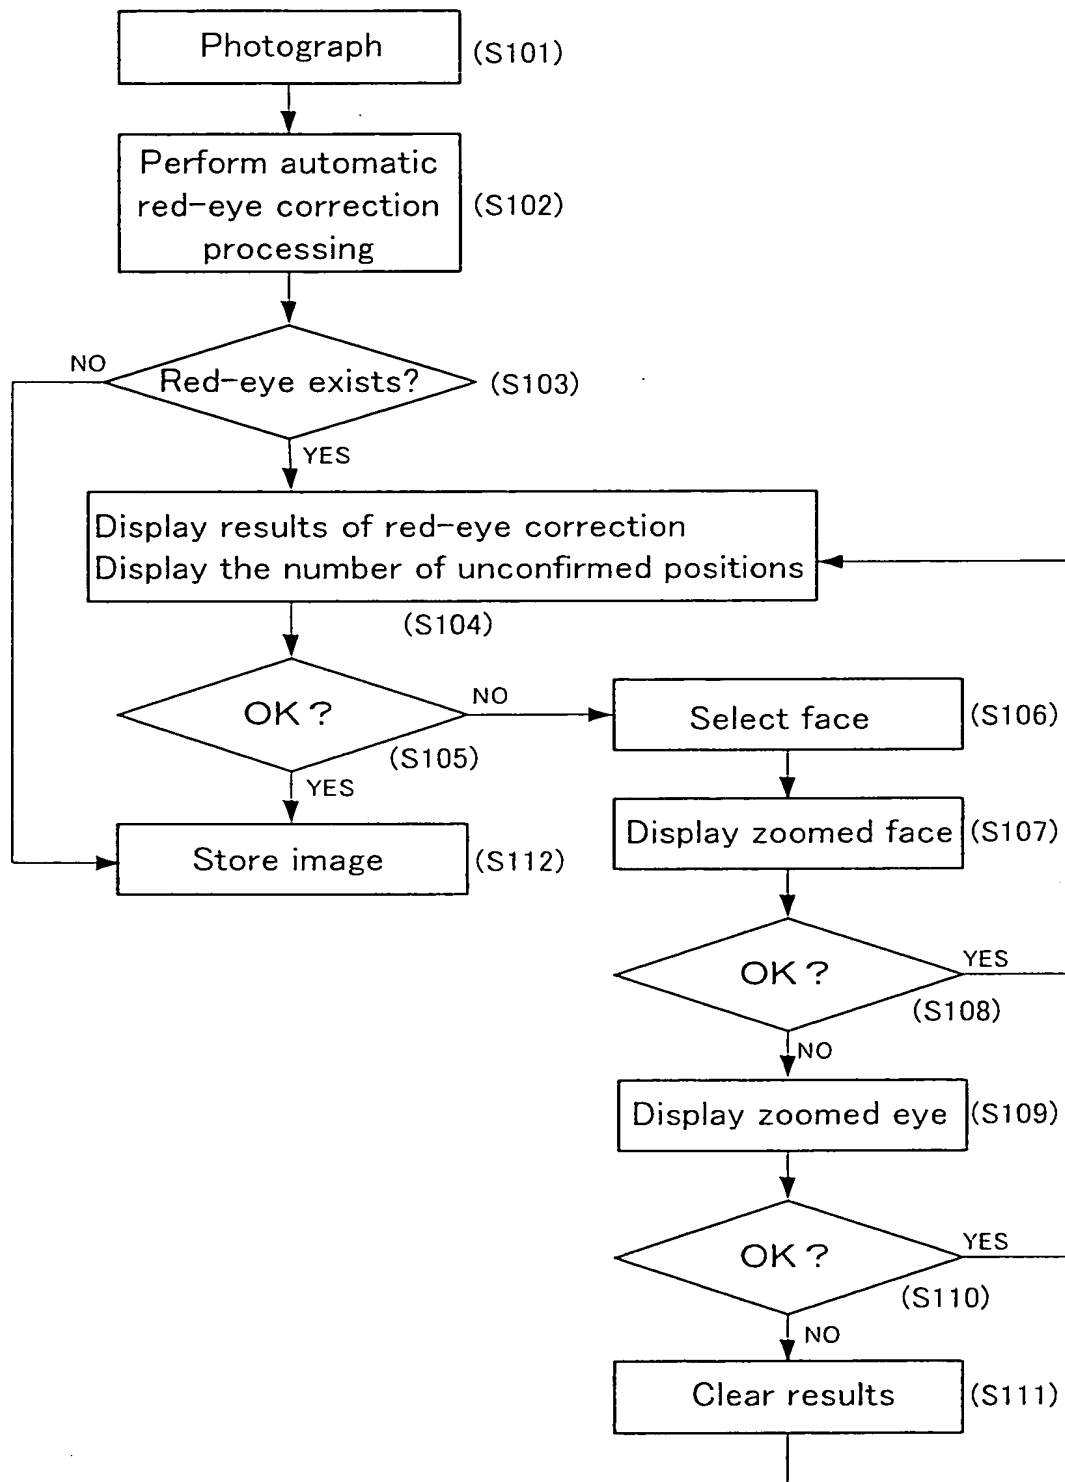 Photograph
(S101)
Perform automatic
red-eye correction
processing
(S102)
NO
Red-eye exists?
(S103)
YES
Display results of red-eye correction
Display the number of unconfirmed positions
(S104)
OK?
NO
(S105)
YES
Select face
(S106)
Display zoomed face
(S107)
Store image
(S112)
OK?
YES
(S108)
NO
Display zoomed eye
(S109)
OK?
YES
(S110)
NO
Clear results
(S111)